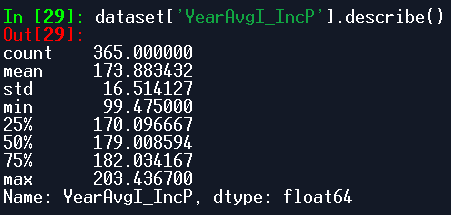 In [29]: dataset['YearAvgI_IncP'].describe()
Out[29]:
count    365.000000
mean     173.883432
std       16.514127
min       99.475000
25%      170.096667
50%      179.008594
75%      182.034167
max      203.436700
Name: YearAvgI_IncP, dtype: float64